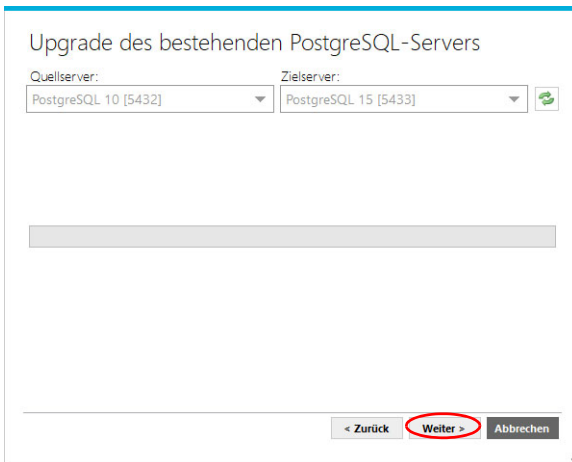 Upgrade des bestehenden PostgreSQL-Servers
Quellserver: Zielserver:
PostgreSQL 10 [5432] PostgreSQL 15 [5433]
< Zurück Weiter > Abbrechen